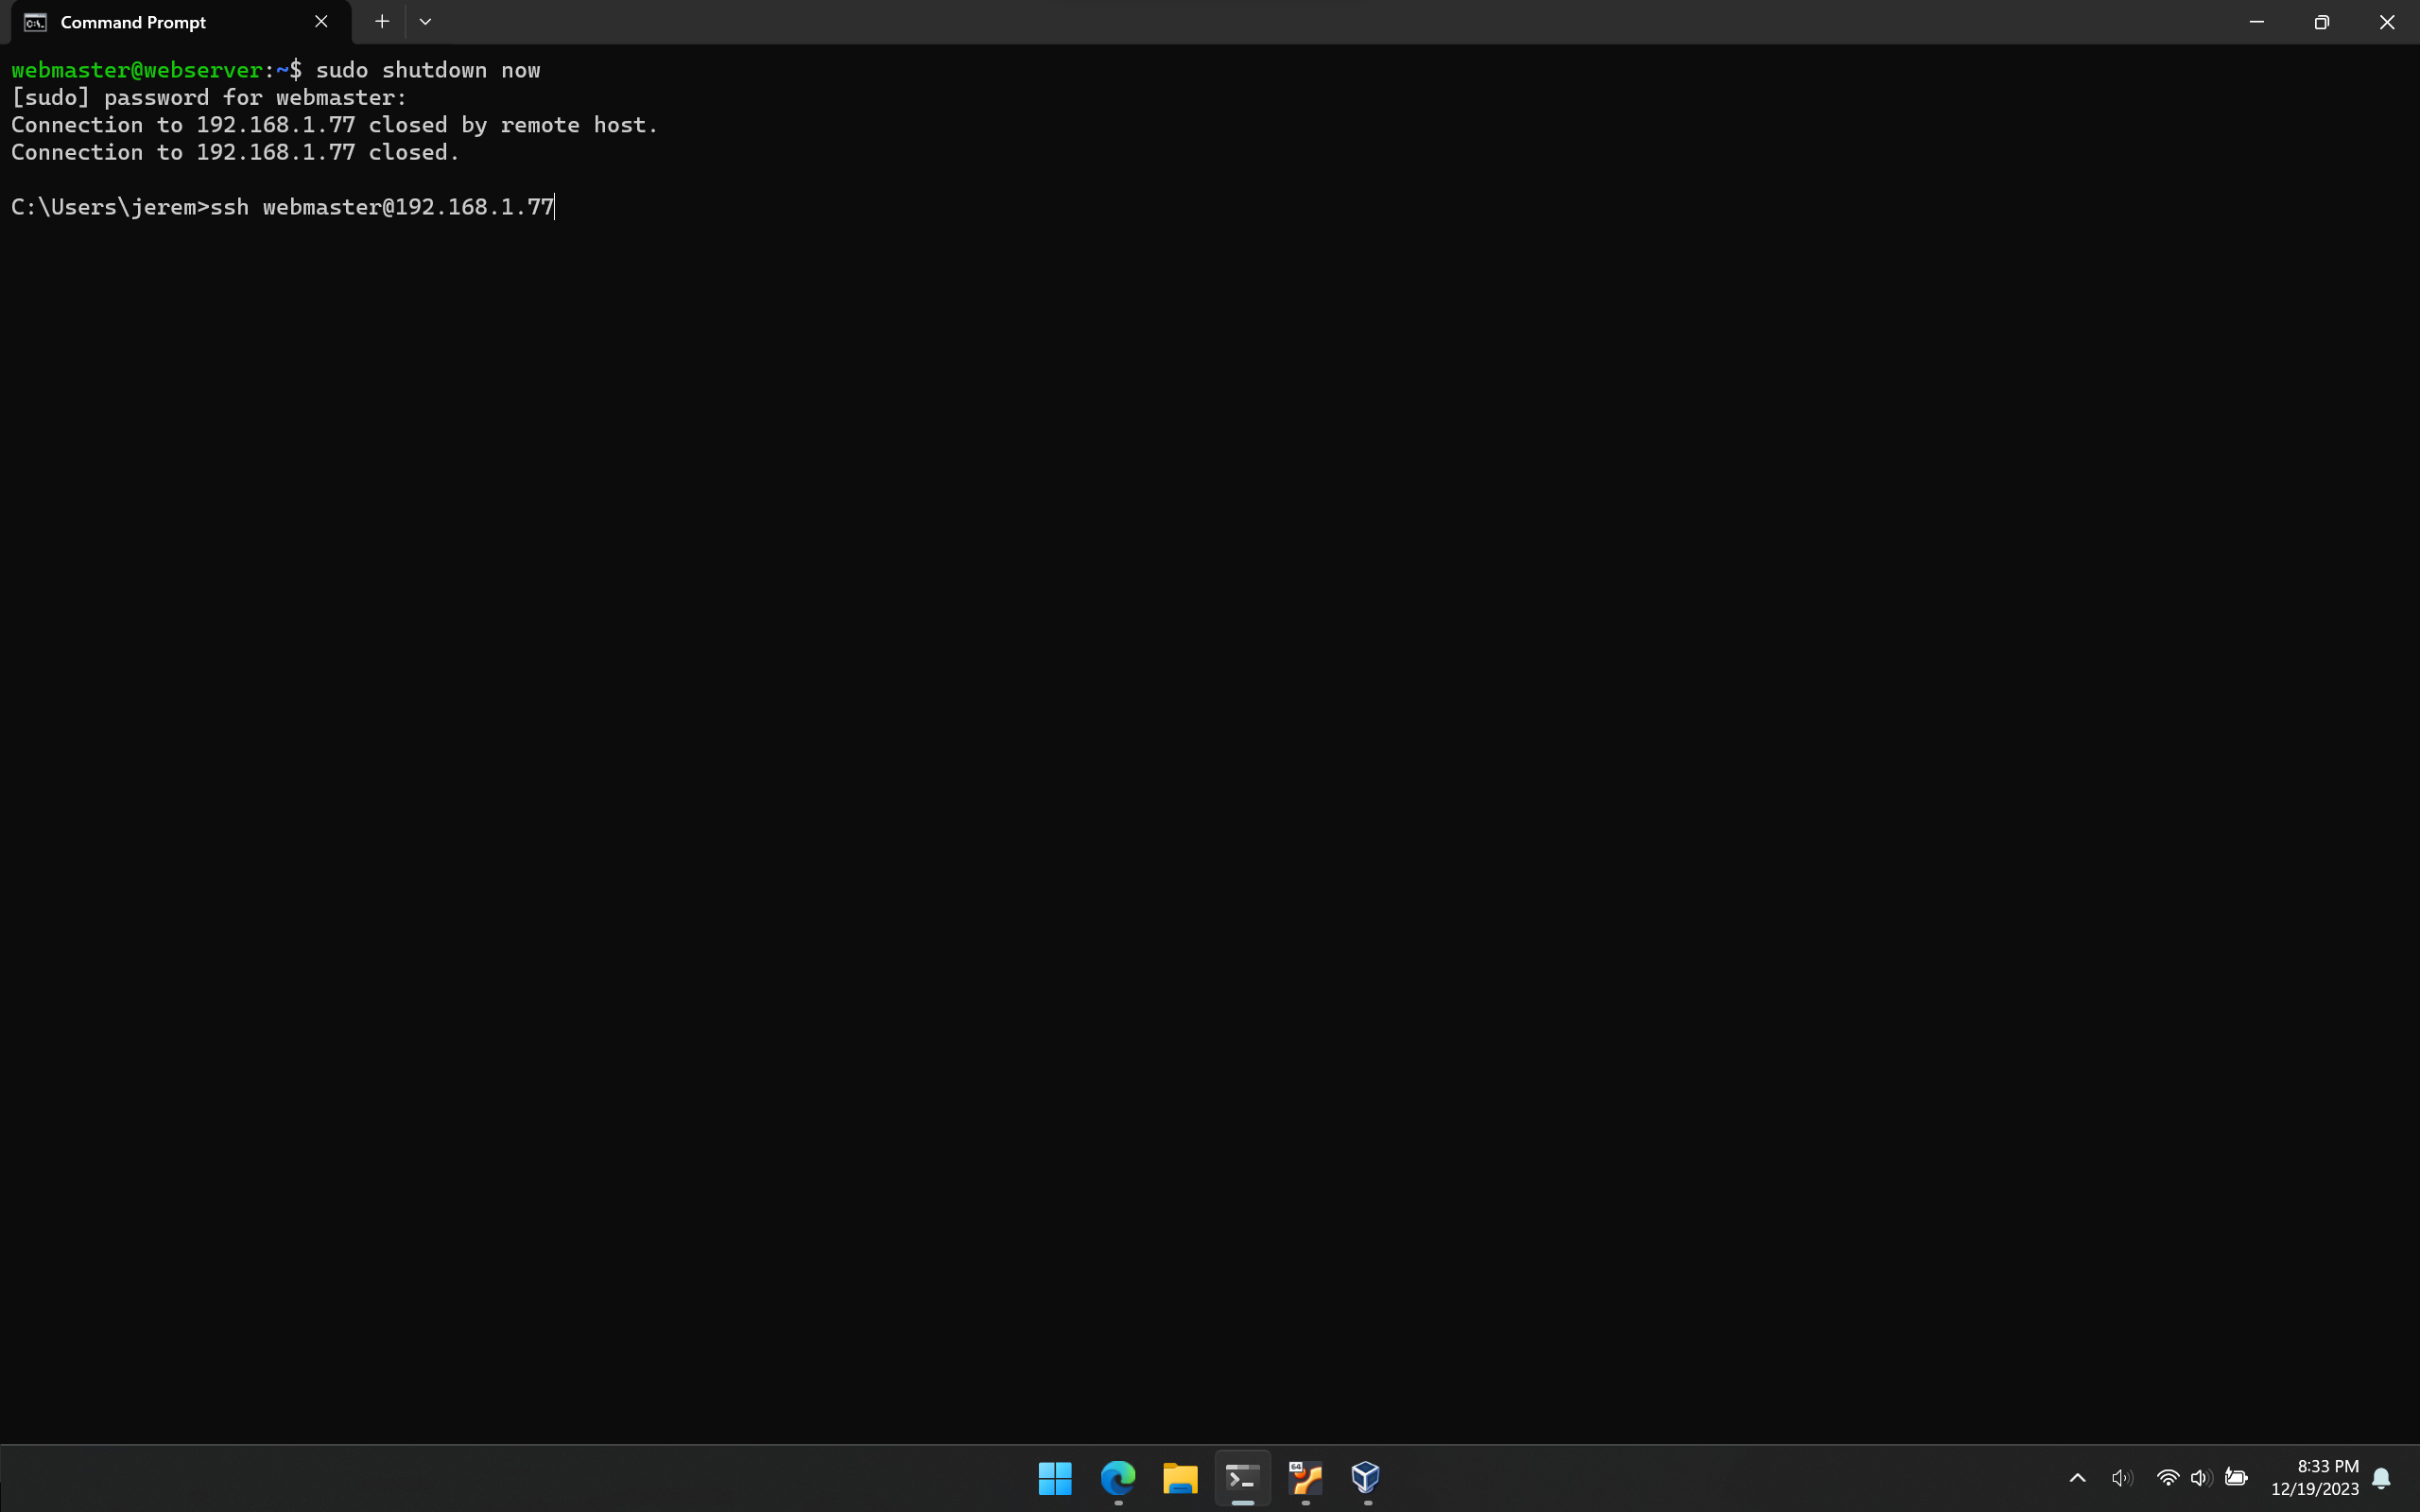 Command Prompt
webmaster@webserver:~$ sudo shutdown now
[sudo] password for webmaster:
Connection to 192.168.1.77 closed by remote host.
Connection to 192.168.1.77 closed.
C:\Users\jerem>ssh webmaster@192.168.1.77
64
8:33 PM
12/19/2023